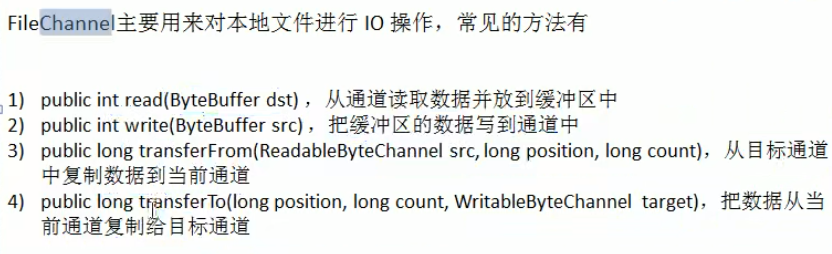 FileChannel主要用来对本地文件进行 IO 操作，常见的方法有
1) public int read(ByteBuffer dst) ，从通道读取数据并放到缓冲区中
2) public int write(ByteBuffer src) ，把缓冲区的数据写到通道中
3) public long transferFrom(ReadableByteChannel src, long position, long count)，从目标通道
中复制数据到当前通道
4) public long transferTo(long position, long count, WritableByteChannel target)，把数据从当
前通道复制给目标通道